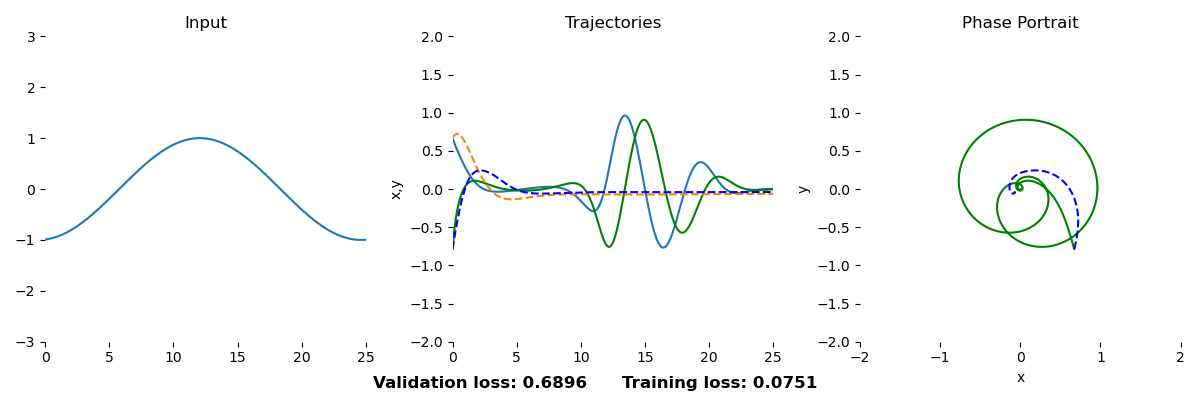 Input
Trajectories
Phase Portrait
3
2
1
0
−1
−2
−3
0 5 10 15 20 25
x,y
2.0
1.5
1.0
0.5
0.0
−0.5
−1.0
−1.5
−2.0
0 5 10 15 20 25
y
2.0
1.5
1.0
0.5
0.0
−0.5
−1.0
−1.5
−2.0
−2 −1 0 1 2
x
Validation loss: 0.6896 Training loss: 0.0751